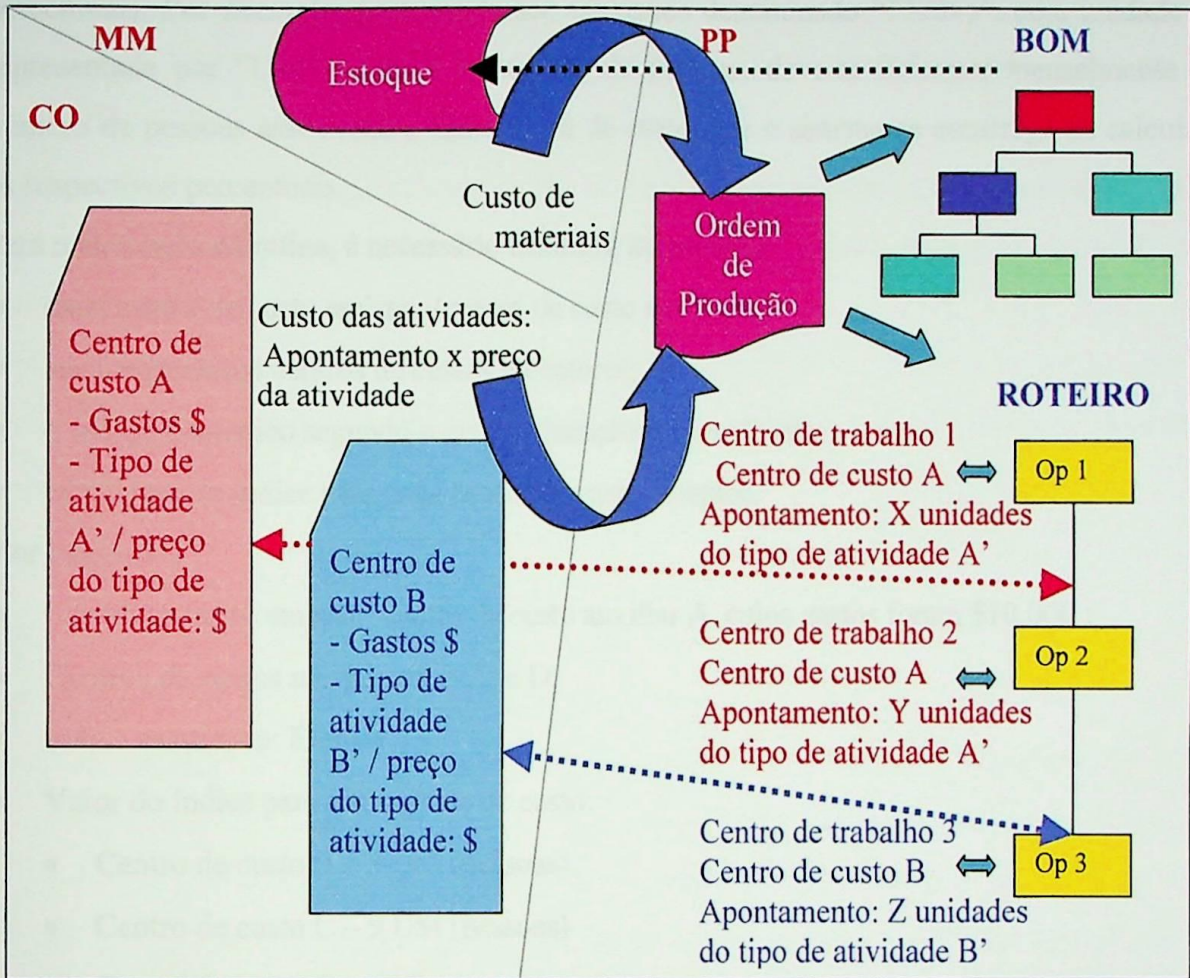 MM
PP
BOM
Estoque
CO
Custo de
materiais
Ordem
de
Produção
Custo das atividades:
Apontamento x preço
da atividade
Centro de
custo A
- Gastos $
- Tipo de
atividade
A’ / preço
do tipo de
atividade: $
ROTEIRO
Centro de trabalho 1
Centro de custo A
Apontamento: X unidades
do tipo de atividade A’
Op 1
Centro de
custo B
- Gastos $
- Tipo de
atividade
B’ / preço
do tipo de
atividade: $
Centro de trabalho 2
Centro de custo A
Apontamento: Y unidades
do tipo de atividade A’
Op 2
Centro de trabalho 3
Centro de custo B
Apontamento: Z unidades
do tipo de atividade B’
Op 3